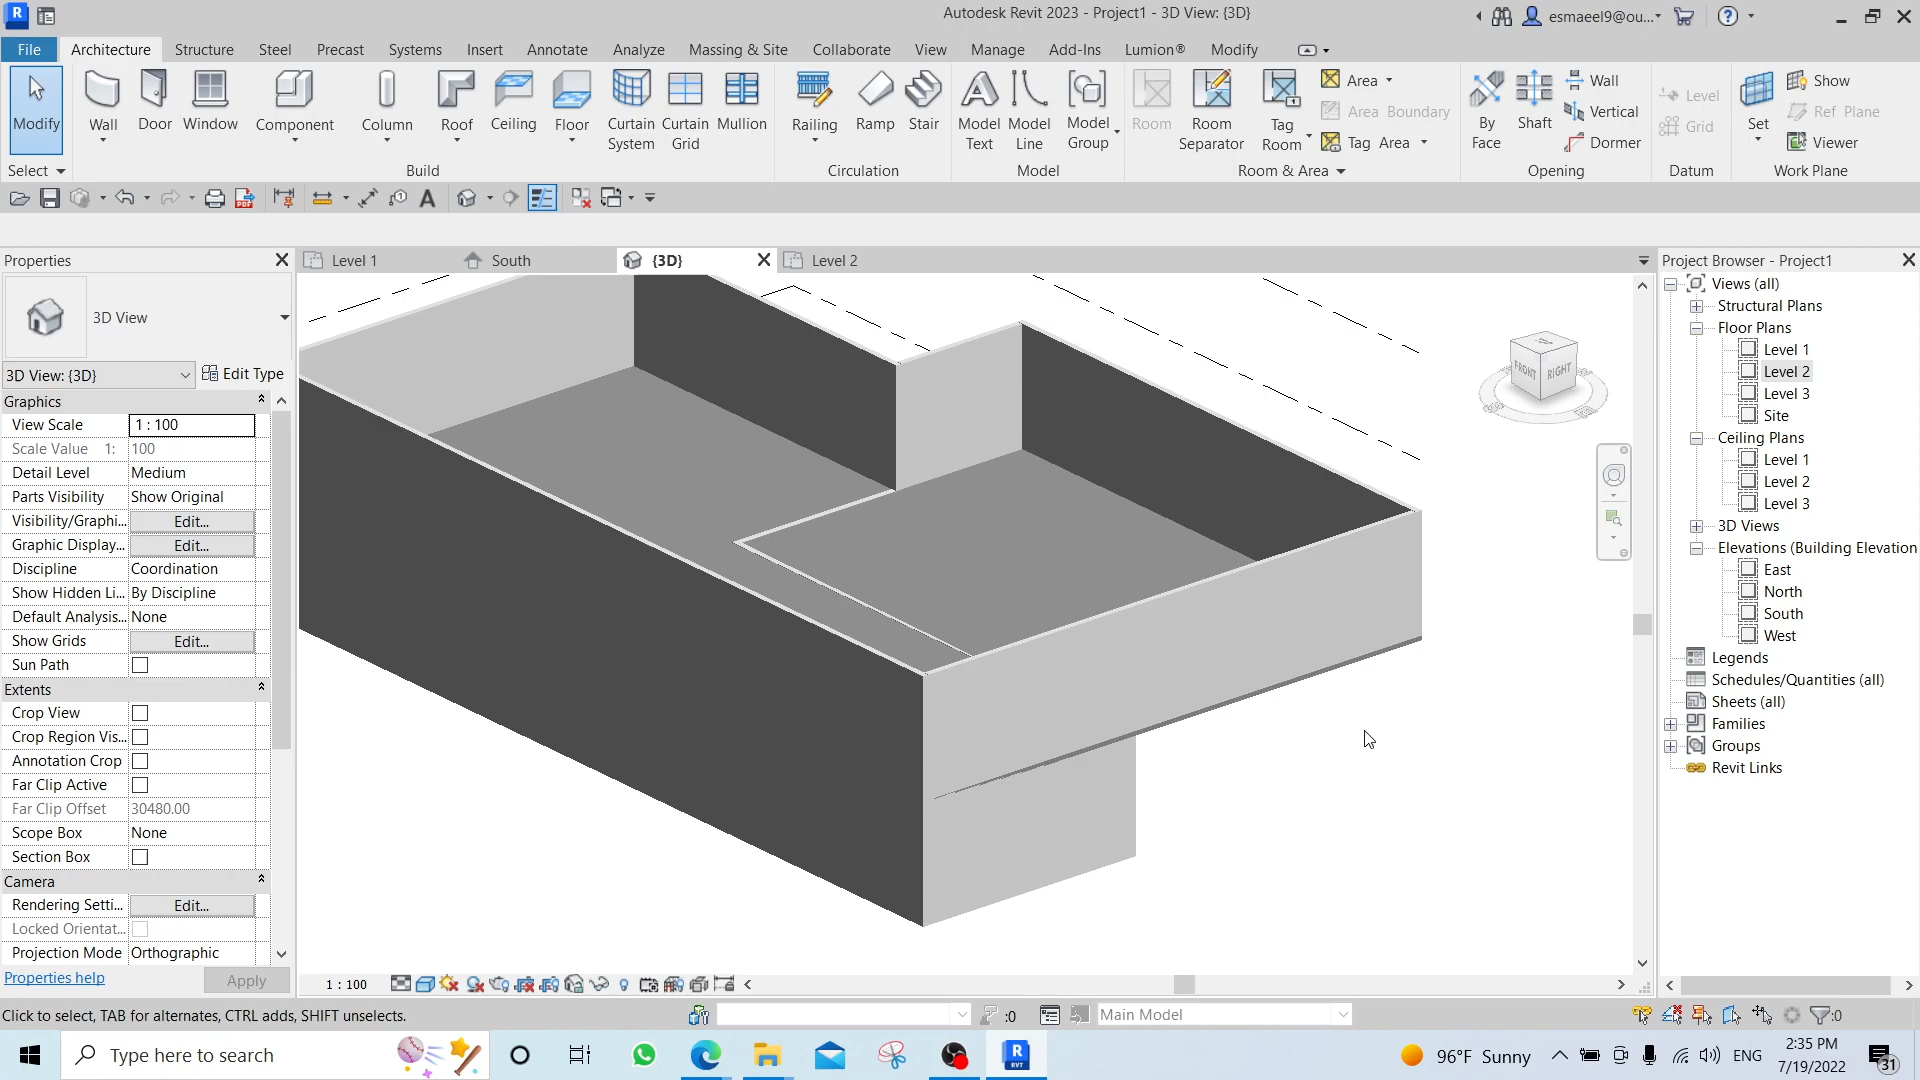 Autodesk Revit 2023 - Project1 - 3D View: {3D}
esmaeel9@ou...
File
Architecture
Structure
Steel
Precast
Systems
Insert
Annotate
Analyze
Massing & Site
Collaborate
View
Manage
Add-Ins
Lumion®
Modify
Modify
Wall
Door
Window
Component
Column
Roof
Ceiling
Floor
Curtain System
Curtain Grid
Mullion
Railing
Ramp
Stair
Model Text
Model Line
Model Group
Room
Room Separator
Tag Room
Area
Area Boundary
Tag Area
By Face
Shaft
Wall
Vertical
Dormer
Level
Grid
Set
Show
Ref Plane
Viewer
Select
Build
Circulation
Model
Room & Area
Opening
Datum
Work Plane
Properties
Level 1
South
{3D}
Level 2
Project Browser - Project1
3D View
3D View: {3D}
Edit Type
Graphics
View Scale 1 : 100
Scale Value 1: 100
Detail Level Medium
Parts Visibility Show Original
Visibility/Graphi... Edit...
Graphic Display... Edit...
Discipline Coordination
Show Hidden Li... By Discipline
Default Analysis... None
Show Grids Edit...
Sun Path
Extents
Crop View
Crop Region Vis...
Annotation Crop
Far Clip Active
Far Clip Offset 30480.00
Scope Box None
Section Box
Camera
Rendering Setti... Edit...
Locked Orientat...
Projection Mode Orthographic
Properties help
Apply
TOP
FRONT
RIGHT
Views (all)
Structural Plans
Floor Plans
Level 1
Level 2
Level 3
Site
Ceiling Plans
Level 1
Level 2
Level 3
3D Views
Elevations (Building Elevation
East
North
South
West
Legends
Schedules/Quantities (all)
Sheets (all)
Families
Groups
Revit Links
1 : 100
Click to select, TAB for alternates, CTRL adds, SHIFT unselects.
:0
Main Model
:0
Type here to search
96°F Sunny
ENG
2:35 PM
7/19/2022
31